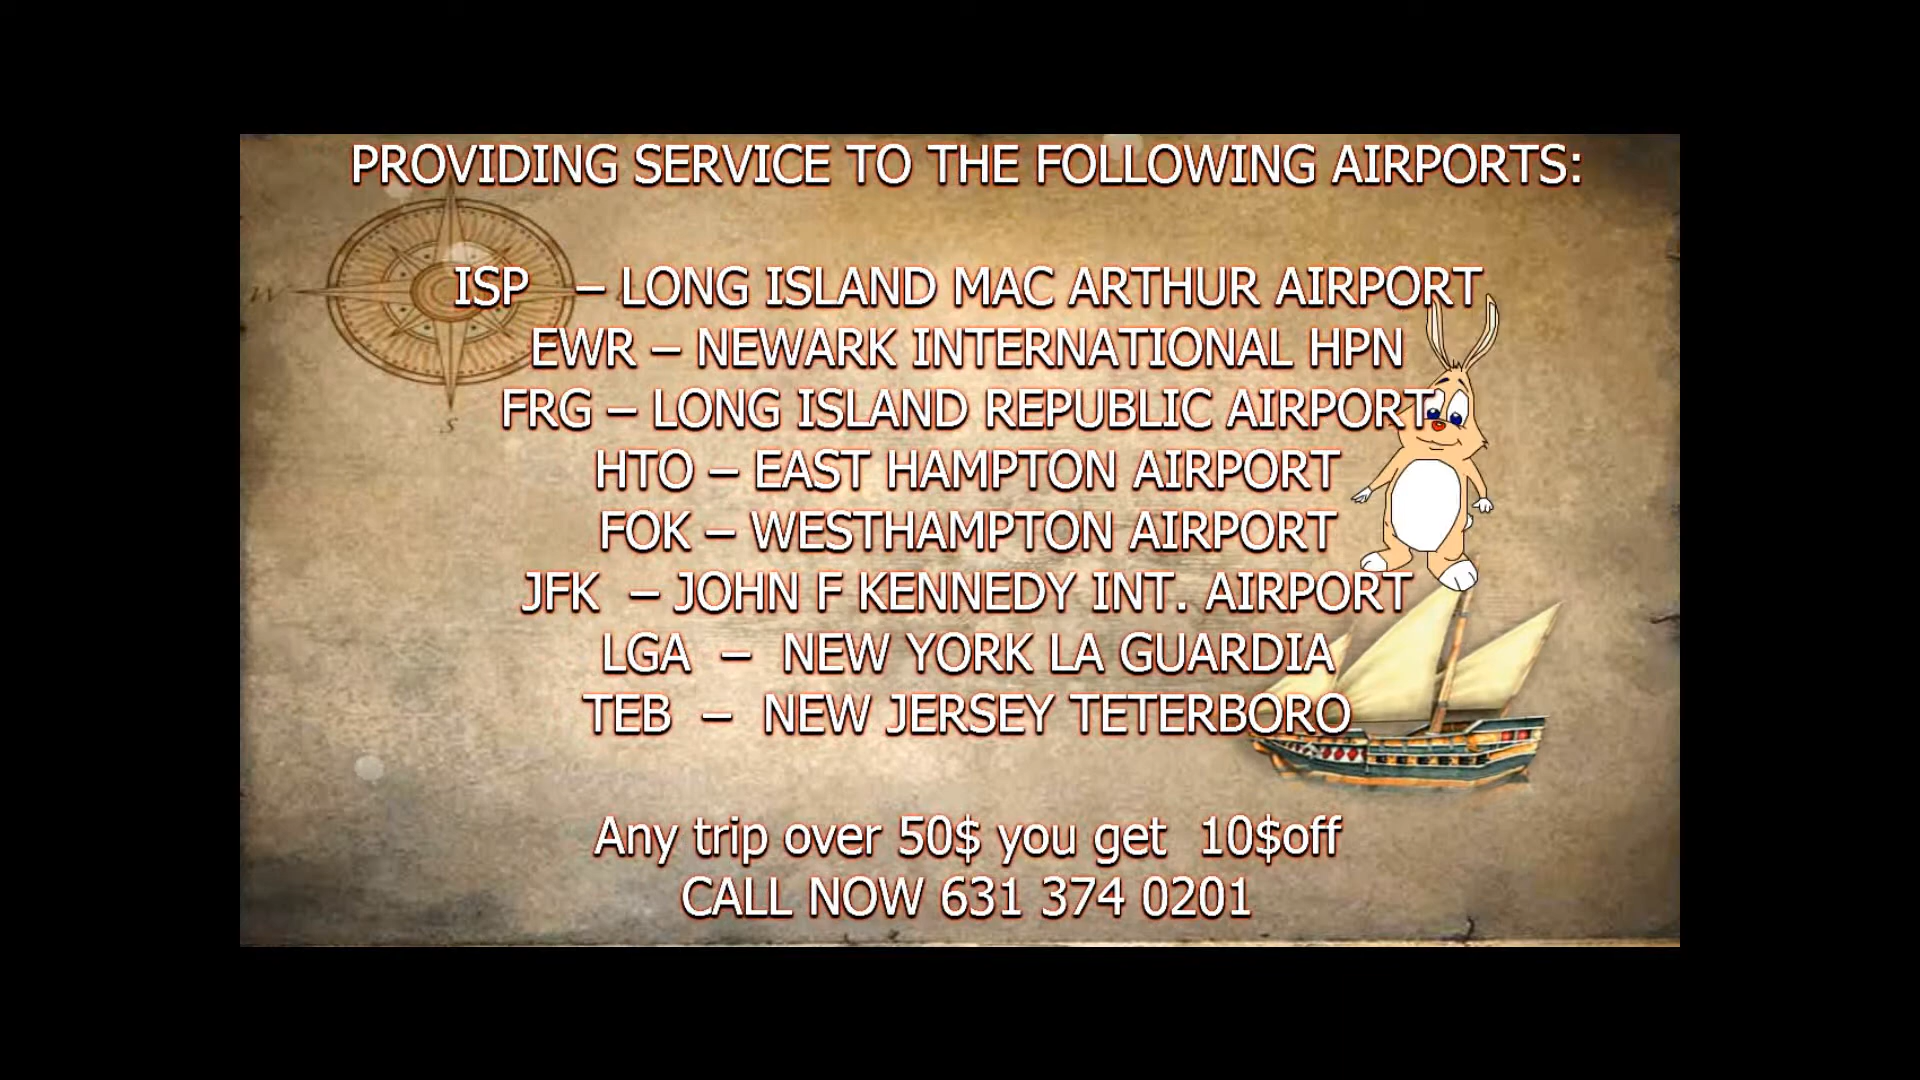 PROVIDING SERVICE TO THE FOLLOWING AIRPORTS:
ISP – LONG ISLAND MAC ARTHUR AIRPORT
EWR – NEWARK INTERNATIONAL HPN
FRG – LONG ISLAND REPUBLIC AIRPORT
HTO – EAST HAMPTON AIRPORT
FOK – WESTHAMPTON AIRPORT
JFK – JOHN F KENNEDY INT. AIRPORT
LGA – NEW YORK LA GUARDIA
TEB – NEW JERSEY TETERBORO
Any trip over 50$ you get 10$off
CALL NOW 631 374 0201
W
S